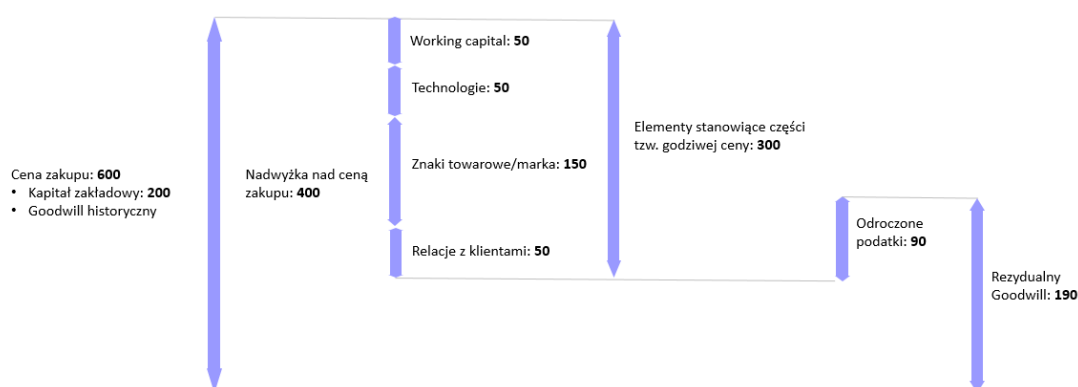 Working capital: 50
Technologie: 50
Znaki towarowe/marka: 150
Relacje z klientami: 50
Cena zakupu: 600
• Kapitał zakładowy: 200
• Goodwill historyczny
Nadwyżka nad ceną
zakupu: 400
Elementy stanowiące części
tzw. godziwej ceny: 300
Odroczone
podatki: 90
Rezydualny
Goodwill: 190